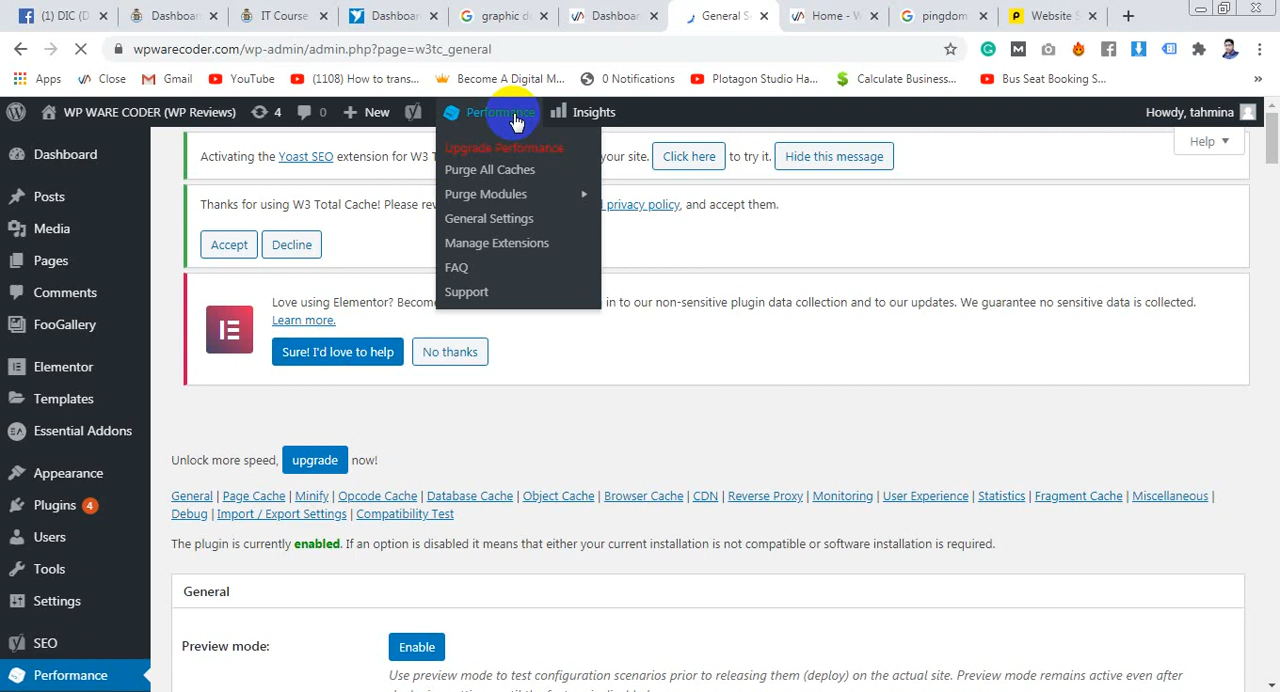 (1) DIC (D
Dashboar
IT Course
Dashboar
graphic d
Dashboar
General S
Home - W
pingdom
Website S
wpwarecoder.com/wp-admin/admin.php?page=w3tc_general
Apps
Close
Gmail
YouTube
(1108) How to trans...
Become A Digital M...
0 Notifications
Plotagon Studio Ha...
Calculate Business...
Bus Seat Booking S...
WP WARE CODER (WP Reviews)
4
0
New
Performance
Insights
Howdy, tahmina
Help
Dashboard
Posts
Media
Pages
Comments
FooGallery
Elementor
Templates
Essential Addons
Appearance
Plugins 4
Users
Tools
Settings
SEO
Performance
Upgrade Performance
Purge All Caches
Purge Modules
General Settings
Manage Extensions
FAQ
Support
Activating the Yoast SEO extension for W3 T your site. Click here to try it. Hide this message
Thanks for using W3 Total Cache! Please rev privacy policy, and accept them.
Accept Decline
Love using Elementor? Becom in to our non-sensitive plugin data collection and to our updates. We guarantee no sensitive data is collected.
Learn more.
Sure! I'd love to help No thanks
Unlock more speed, upgrade now!
General | Page Cache | Minify | Opcode Cache | Database Cache | Object Cache | Browser Cache | CDN | Reverse Proxy | Monitoring | User Experience | Statistics | Fragment Cache | Miscellaneous |
Debug | Import / Export Settings | Compatibility Test
The plugin is currently enabled. If an option is disabled it means that either your current installation is not compatible or software installation is required.
General
Preview mode:
Enable
Use preview mode to test configuration scenarios prior to releasing them (deploy) on the actual site. Preview mode remains active even after